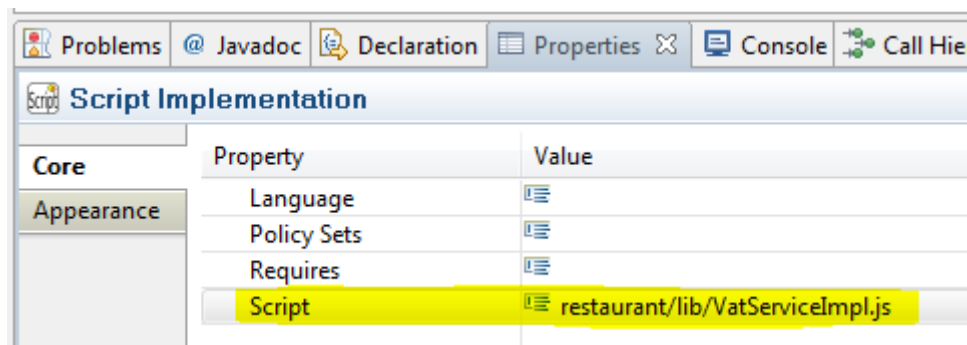 Problems @ Javadoc Declaration Properties Console Call Hie
Script Script Implementation
Core
Appearance
Property Value
Language
Policy Sets
Requires
Script restaurant/lib/VatServiceImpl.js